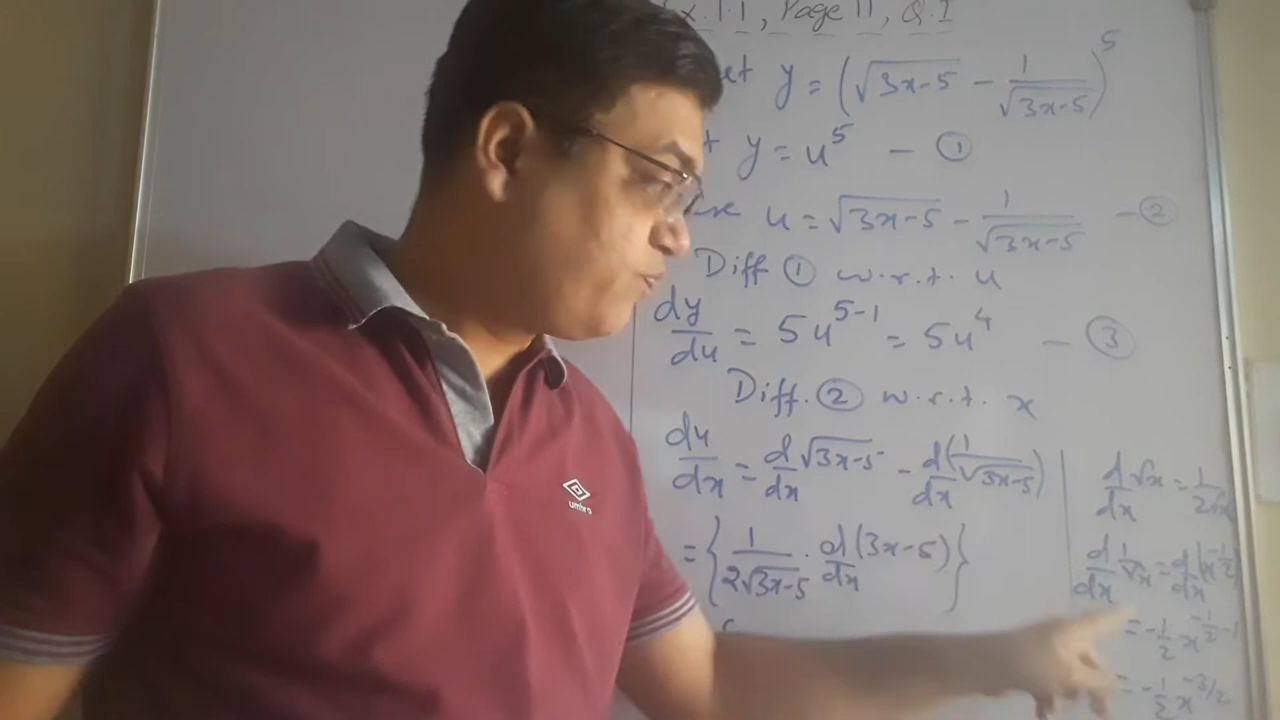 x. 1.1, Page 11, Q.I
et y = (√3x-5 - 1/√3x-5)^5
t y = u^5 - ①
u = √3x-5 - 1/√3x-5 - ②
Diff ① w.r.t. u
dy/du = 5u^5-1 = 5u^4 - ③
Diff. ② w.r.t. x
du/dx = d/dx √3x-5 - d/dx (1/√3x-5)
= {1/2√3x-5 . d/dx (3x-5)}
d/dx √x = 1/2√x
d/dx 1/√x = d/dx (x^-1/2)
= -1/2 x^-1/2-1
= -1/2 x^-3/2
umbro